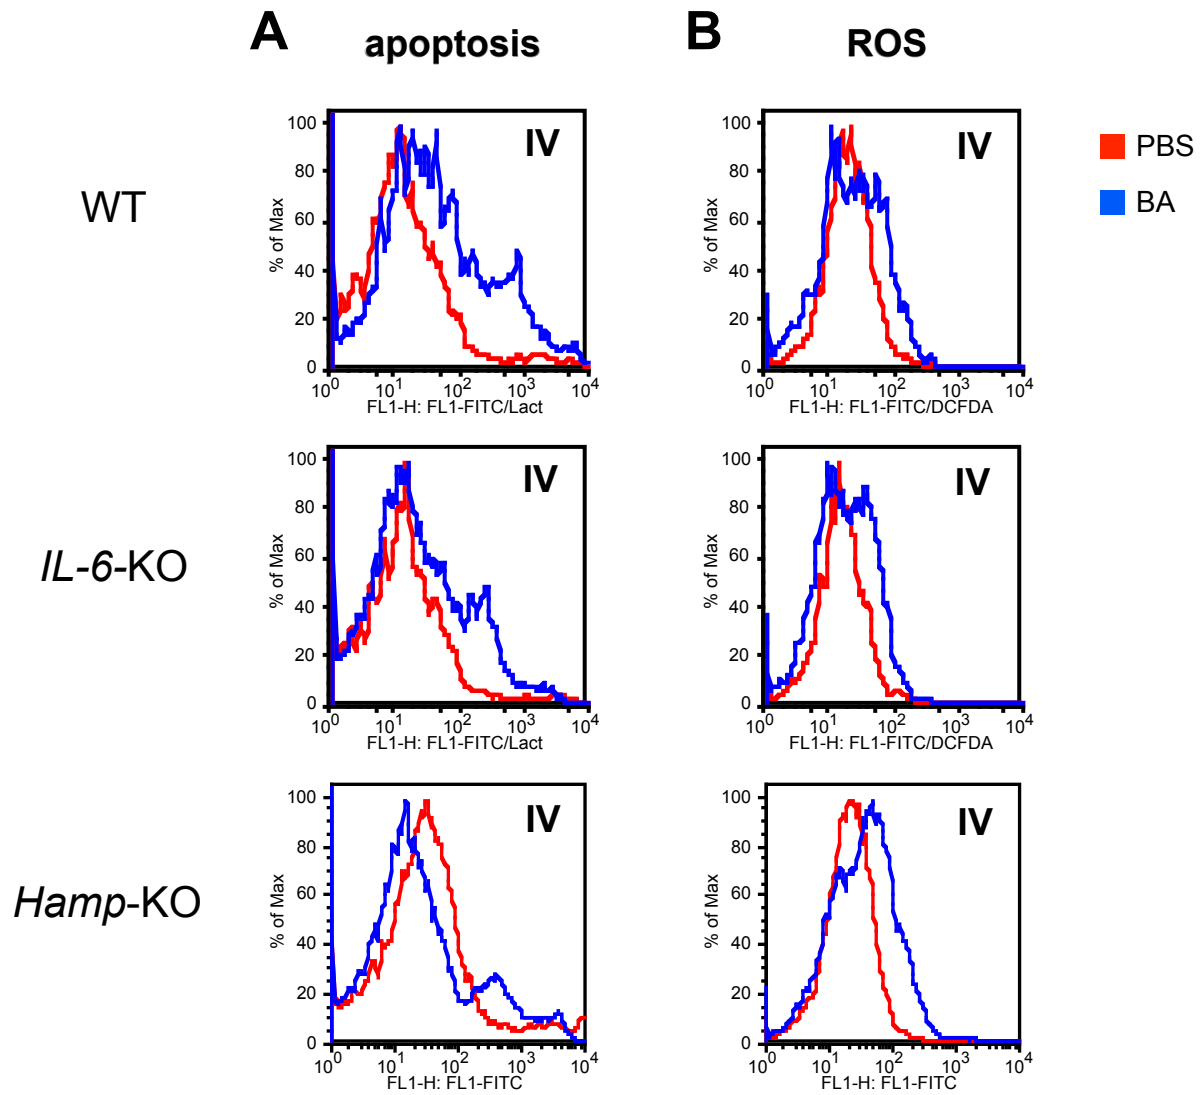 A apoptosis B ROS
PBS
BA
WT
IV
% of Max
100
80
60
40
20
0
10^0 10^1 10^2 10^3 10^4
FL1-H: FL1-FITC/Lact
IV
% of Max
100
80
60
40
20
0
10^0 10^1 10^2 10^3 10^4
FL1-H: FL1-FITC/DCFDA
IL-6-KO
IV
% of Max
100
80
60
40
20
0
10^0 10^1 10^2 10^3 10^4
FL1-H: FL1-FITC/Lact
IV
% of Max
100
80
60
40
20
0
10^0 10^1 10^2 10^3 10^4
FL1-H: FL1-FITC/DCFDA
Hamp-KO
IV
% of Max
100
80
60
40
20
0
10^0 10^1 10^2 10^3 10^4
FL1-H: FL1-FITC
IV
% of Max
100
80
60
40
20
0
10^0 10^1 10^2 10^3 10^4
FL1-H: FL1-FITC